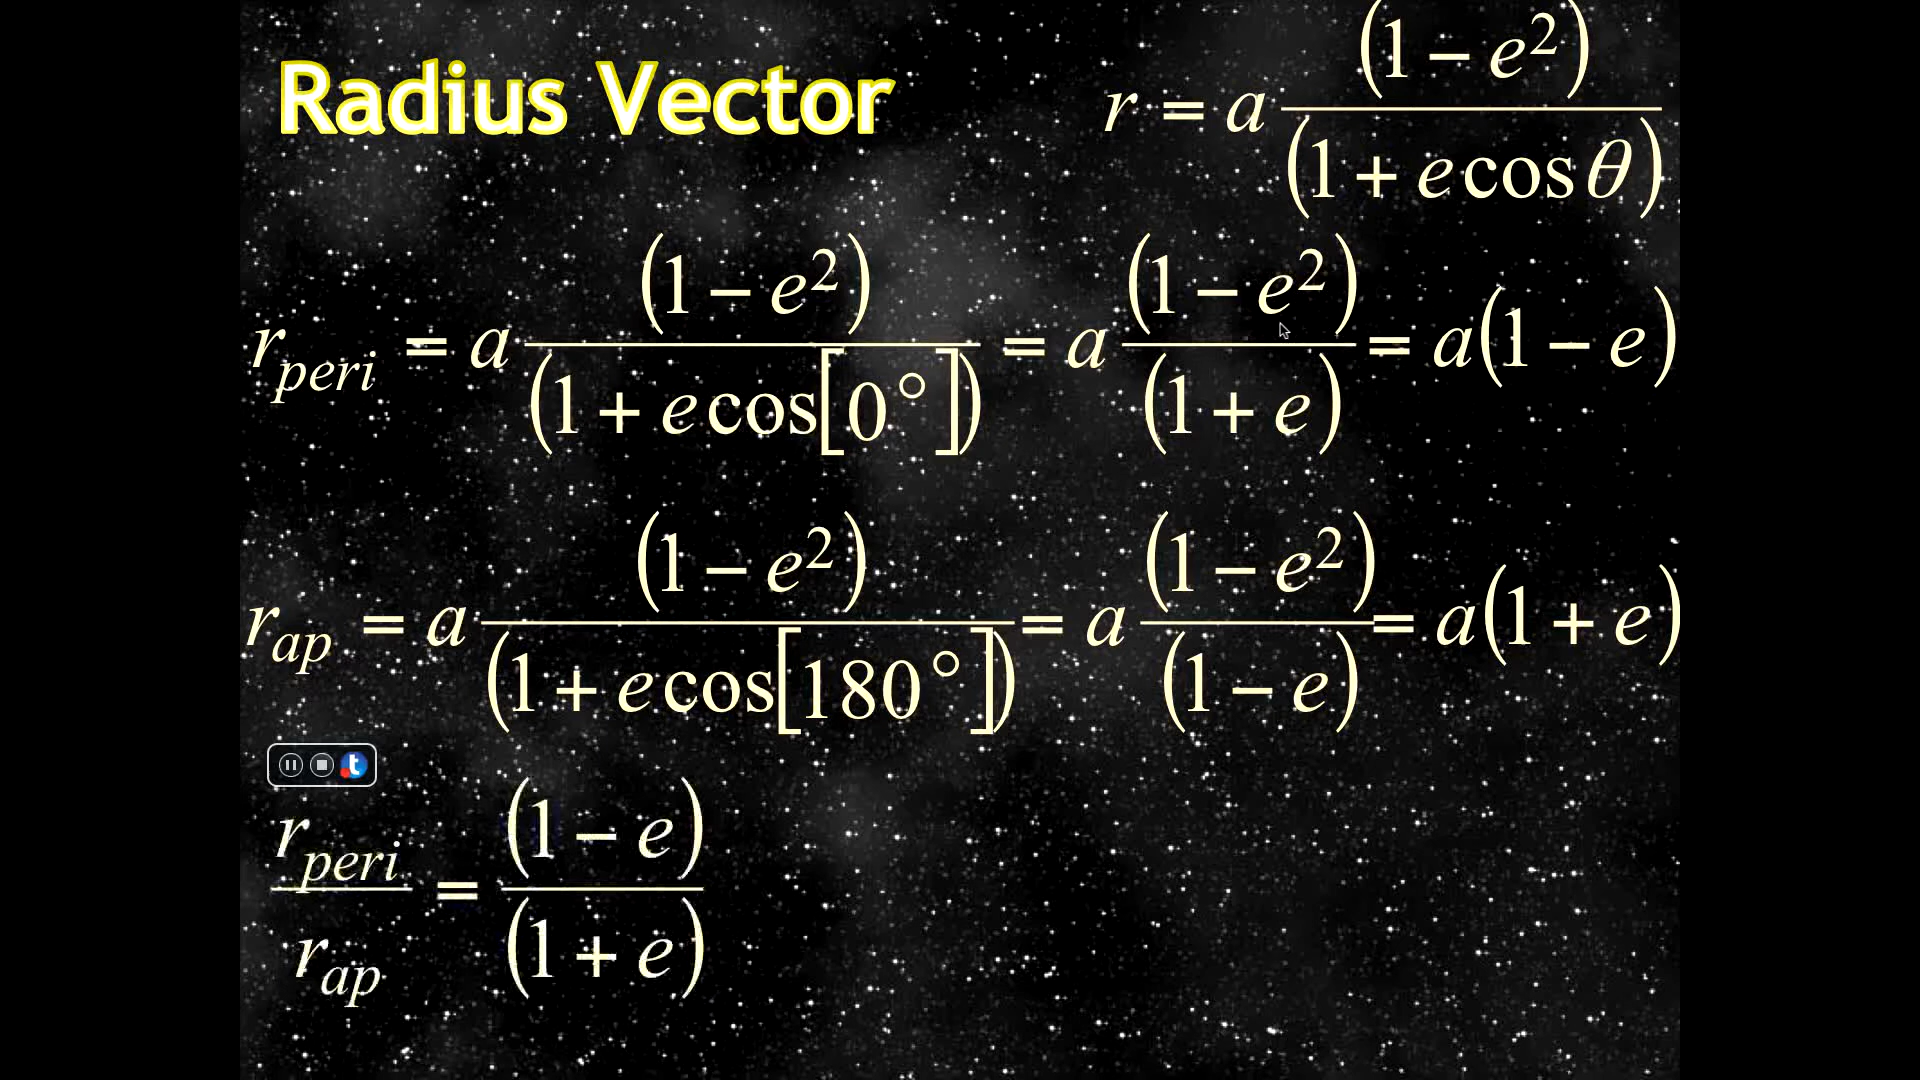 Radius Vector
r = a (1 − e²) / (1 + e cos θ)
r_peri = a (1 − e²) / (1 + e cos[0°]) = a (1 − e²) / (1 + e) = a(1 − e)
r_ap = a (1 − e²) / (1 + e cos[180°]) = a (1 − e²) / (1 − e) = a(1 + e)
t
r_peri / r_ap = (1 − e) / (1 + e)